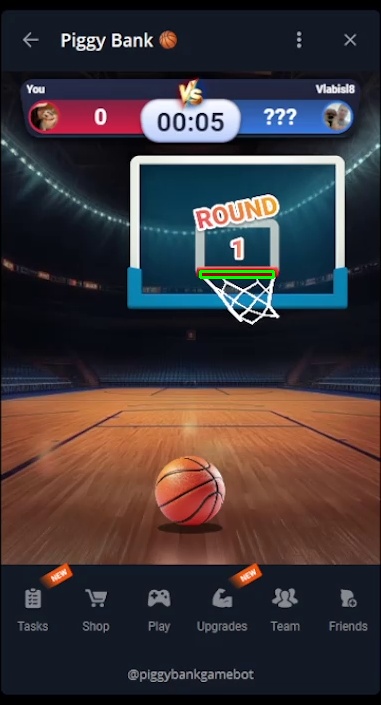 Piggy Bank 🏀
You VS Vlabisl8
0 00:05 ???
ROUND
1
NEW NEW
Tasks Shop Play Upgrades Team Friends
@piggybankgamebot